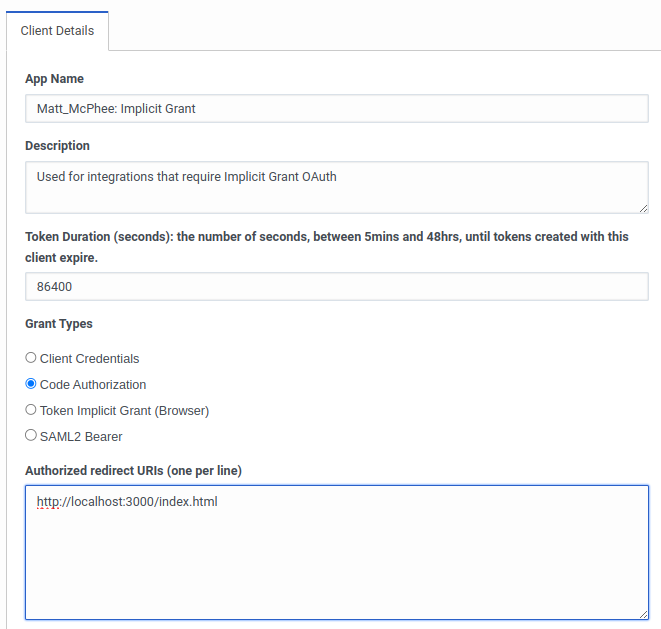 Client Details
App Name
Matt_McPhee: Implicit Grant
Description
Used for integrations that require Implicit Grant OAuth
Token Duration (seconds): the number of seconds, between 5mins and 48hrs, until tokens created with this
client expire.
86400
Grant Types
Client Credentials
Code Authorization
Token Implicit Grant (Browser)
SAML2 Bearer
Authorized redirect URIs (one per line)
http://localhost:3000/index.html